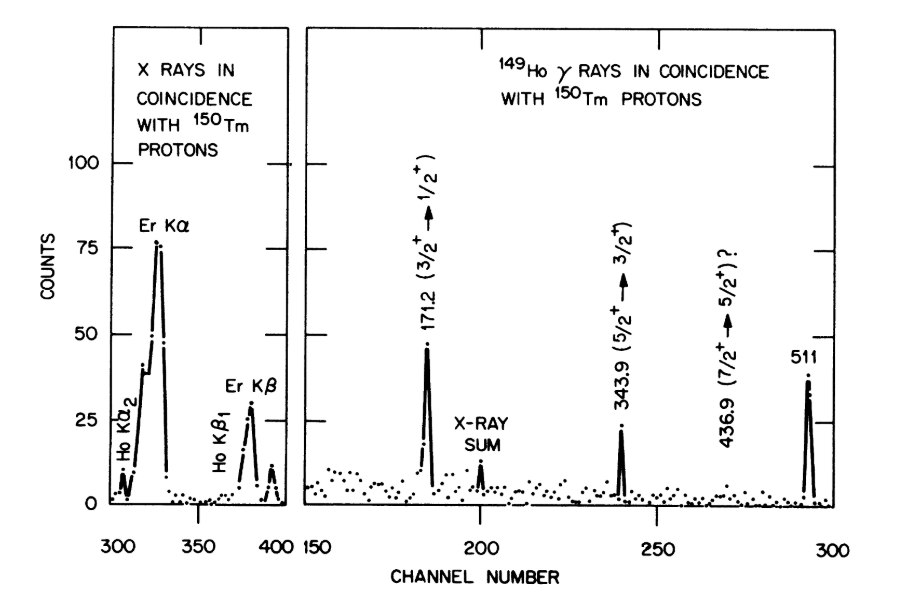 X RAYS IN
COINCIDENCE
WITH ¹⁵⁰Tm
PROTONS
¹⁴⁹Ho γ RAYS IN COINCIDENCE
WITH ¹⁵⁰Tm PROTONS
COUNTS
100
75
50
25
0
Er Kα
Ho Kα₂
Er Kβ
Ho Kβ₁
171.2 (3/2⁺ → 1/2⁺)
X-RAY
SUM
343.9 (5/2⁺ → 3/2⁺)
436.9 (7/2⁺ → 5/2⁺)?
511
300 350 400 150 200 250 300
CHANNEL NUMBER